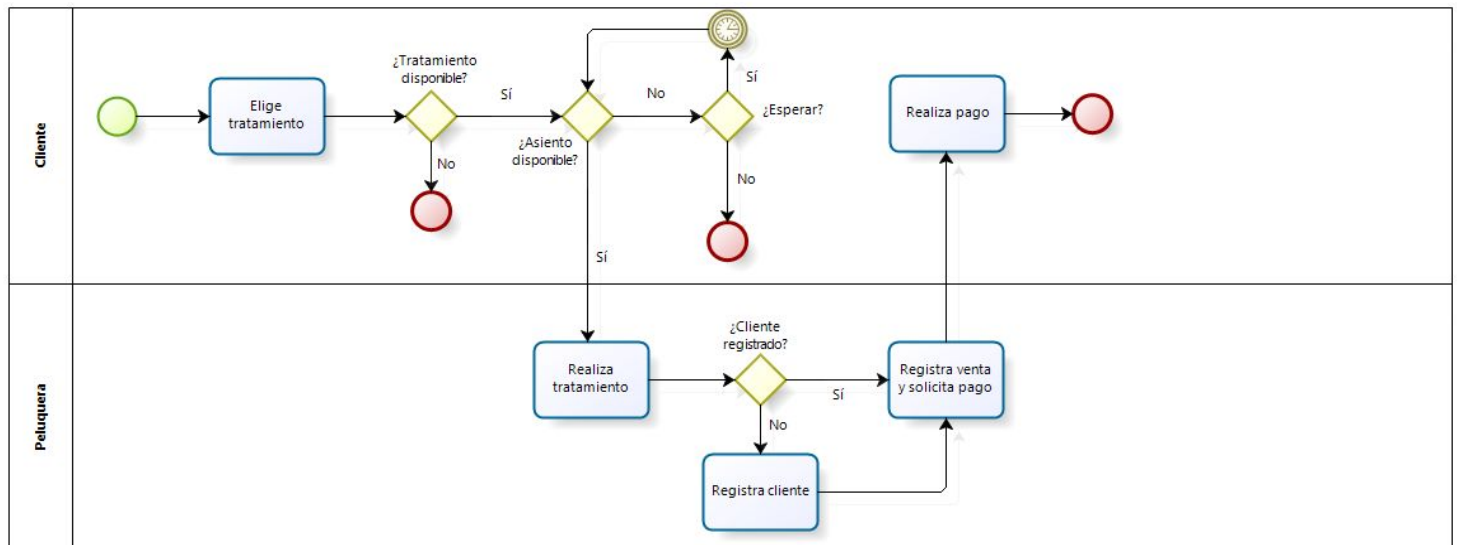 Cliente
Elige
tratamiento
¿Tratamiento
disponible?
Sí
No
¿Asiento
disponible?
No
Sí
¿Esperar?
Sí
No
Realiza pago
Peluquera
Realiza
tratamiento
¿Cliente
registrado?
Sí
No
Registra cliente
Registra venta
y solicita pago